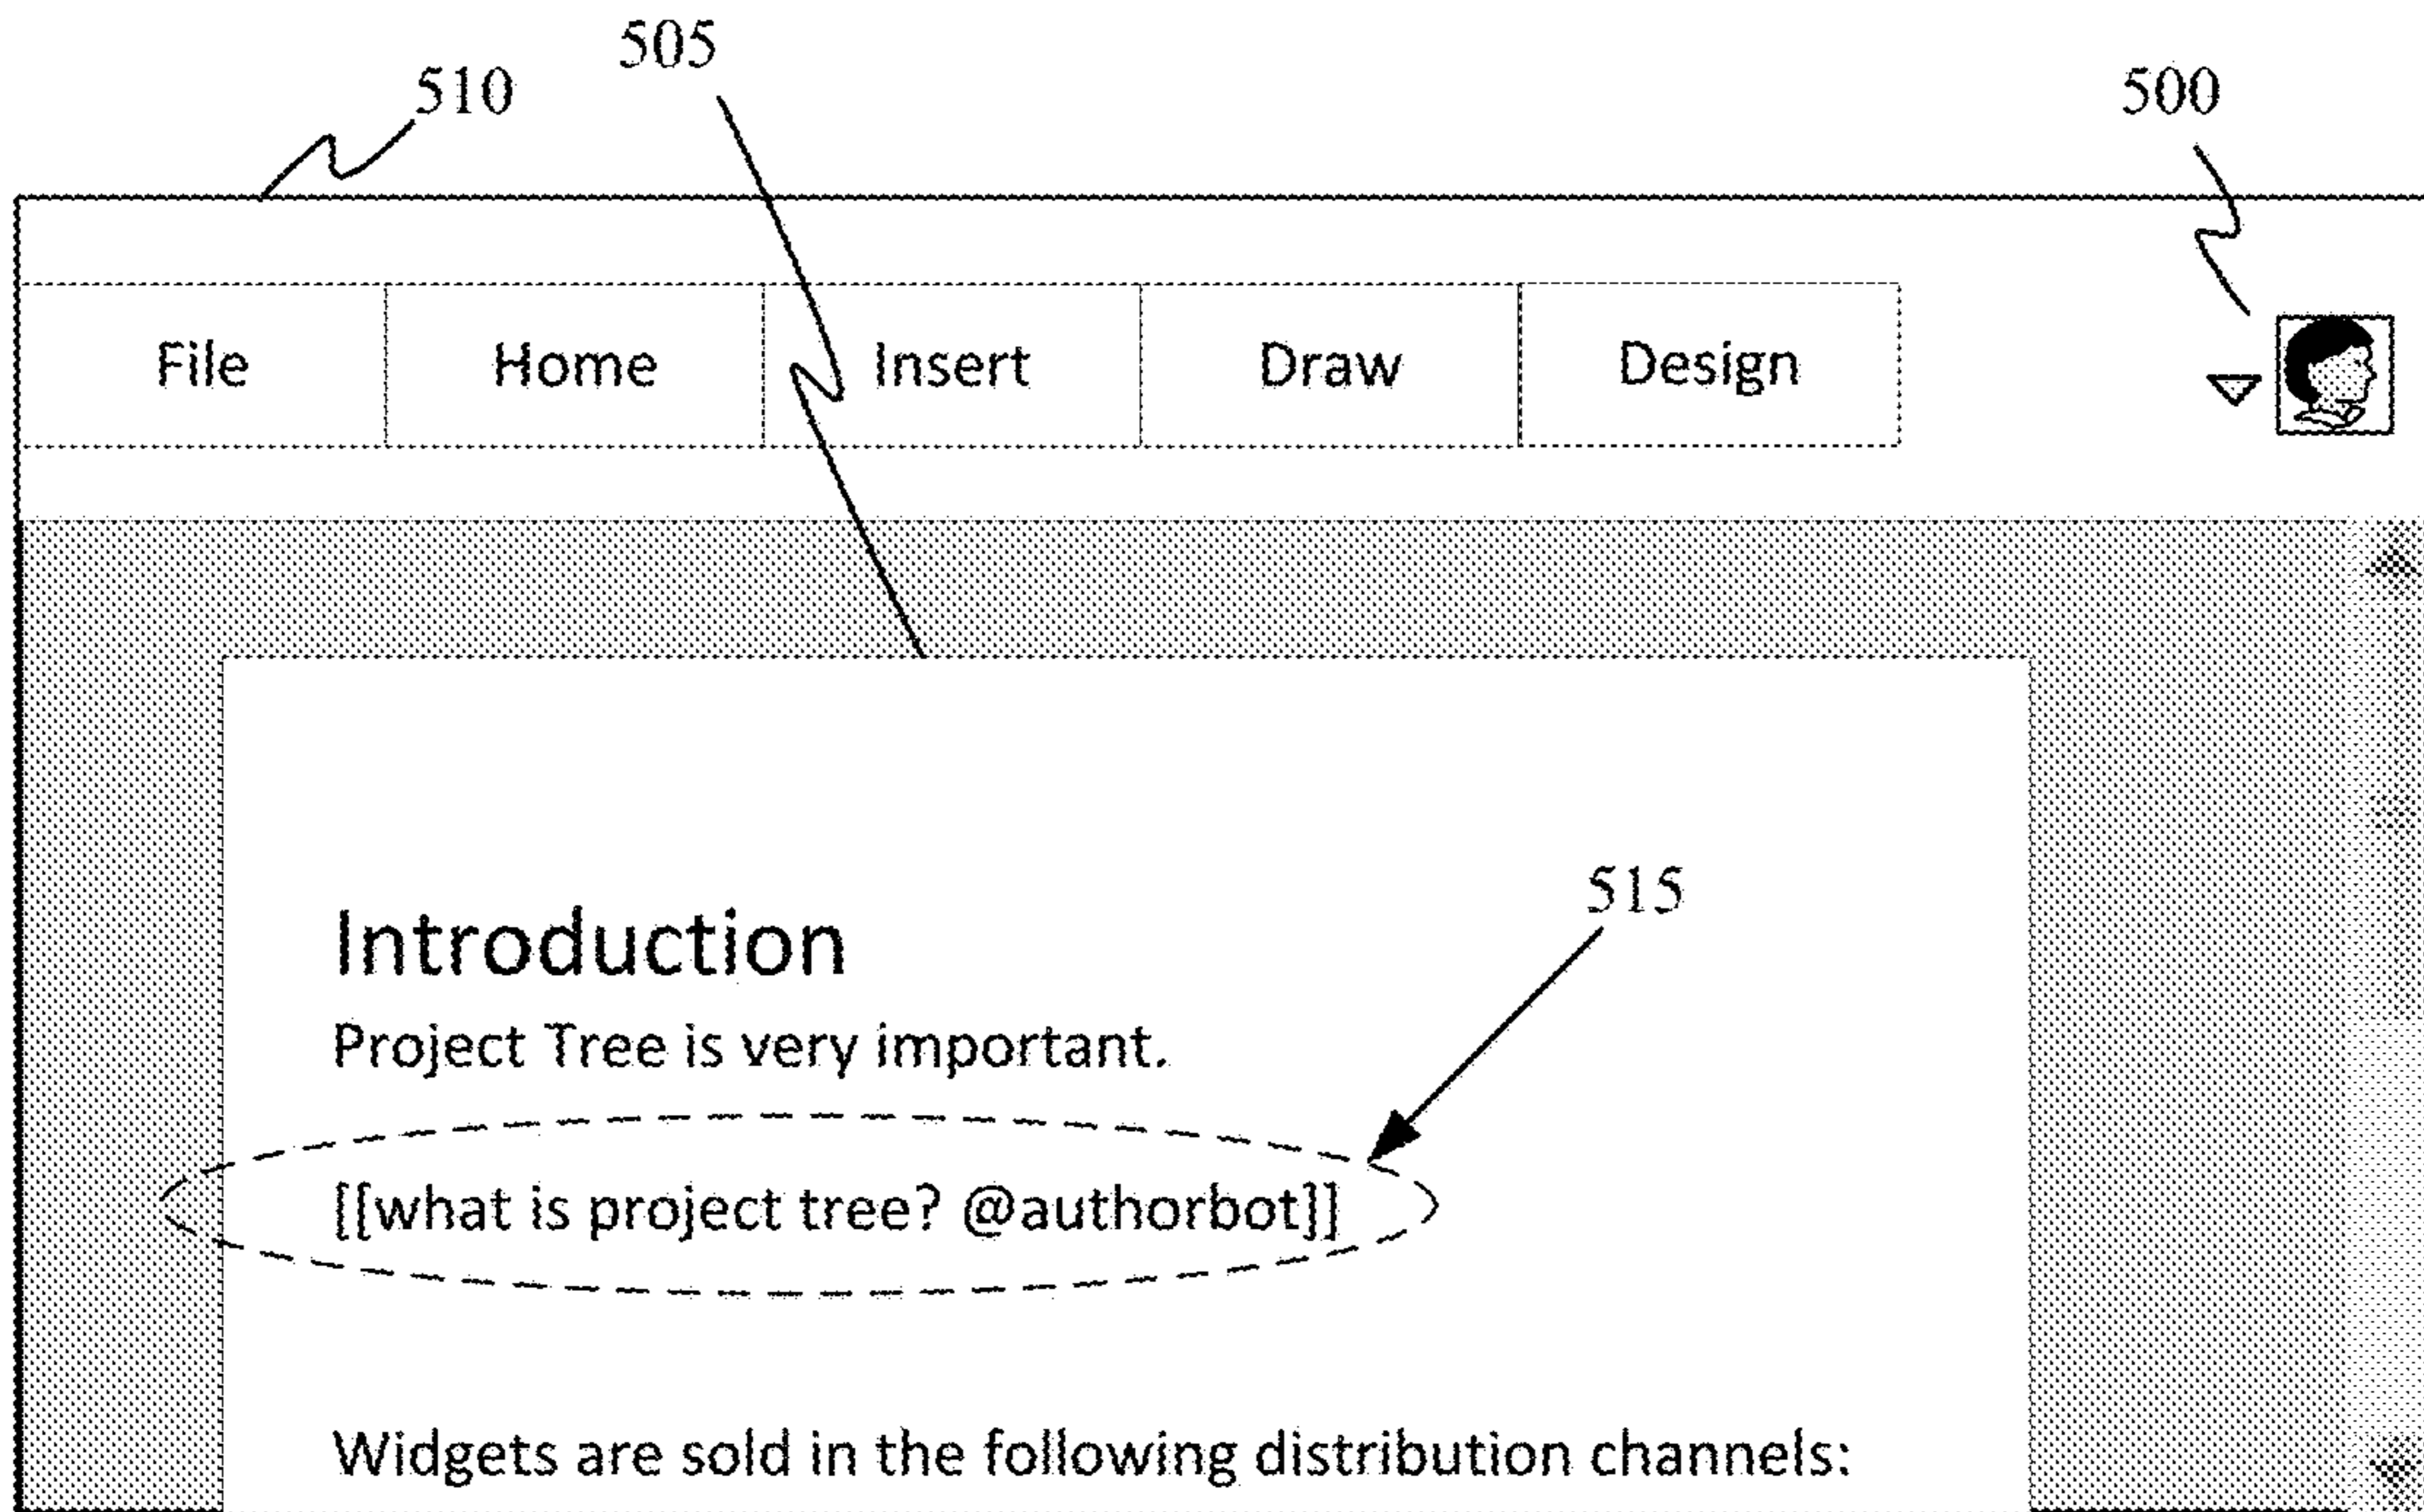 505
510
500
File Home Insert Draw Design
515
Introduction
Project Tree is very important.
[[what is project tree? @authorbot]]
Widgets are sold in the following distribution channels: